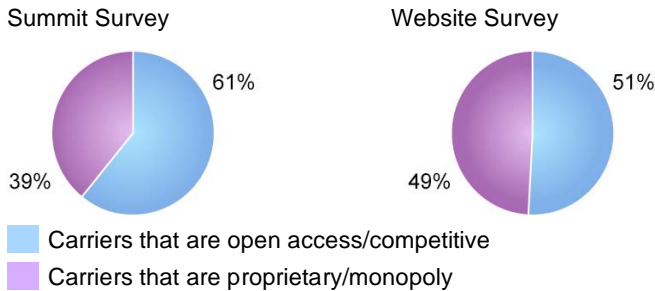 Summit Survey
Website Survey
61%
39%
51%
49%
Carriers that are open access/competitive
Carriers that are proprietary/monopoly